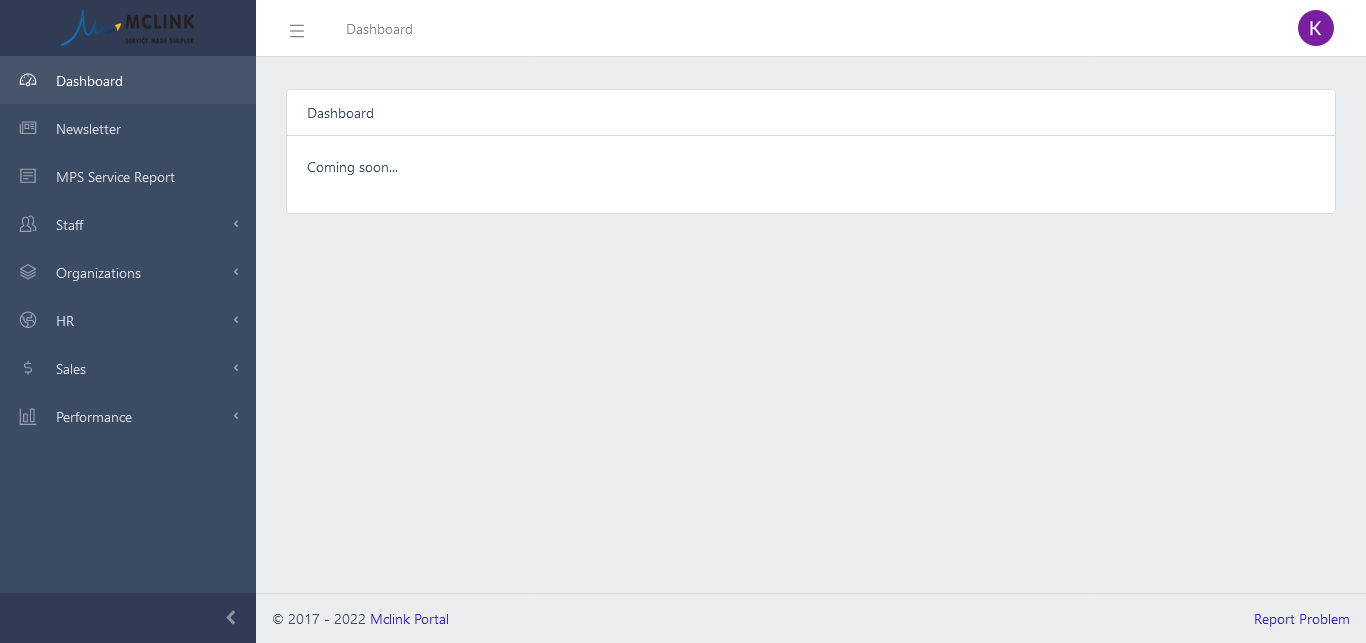 MCLINK
SERVICE MADE SIMPLER
Dashboard
K
Dashboard
Newsletter
MPS Service Report
Staff
Organizations
HR
Sales
Performance
Dashboard
Coming soon...
© 2017 - 2022 Mclink Portal
Report Problem